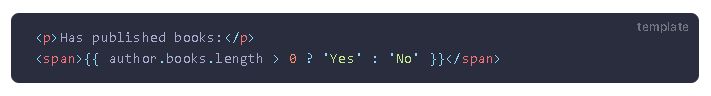 template
<p>Has published books:</p>
<span>{{ author.books.length > 0 ? 'Yes' : 'No' }}</span>